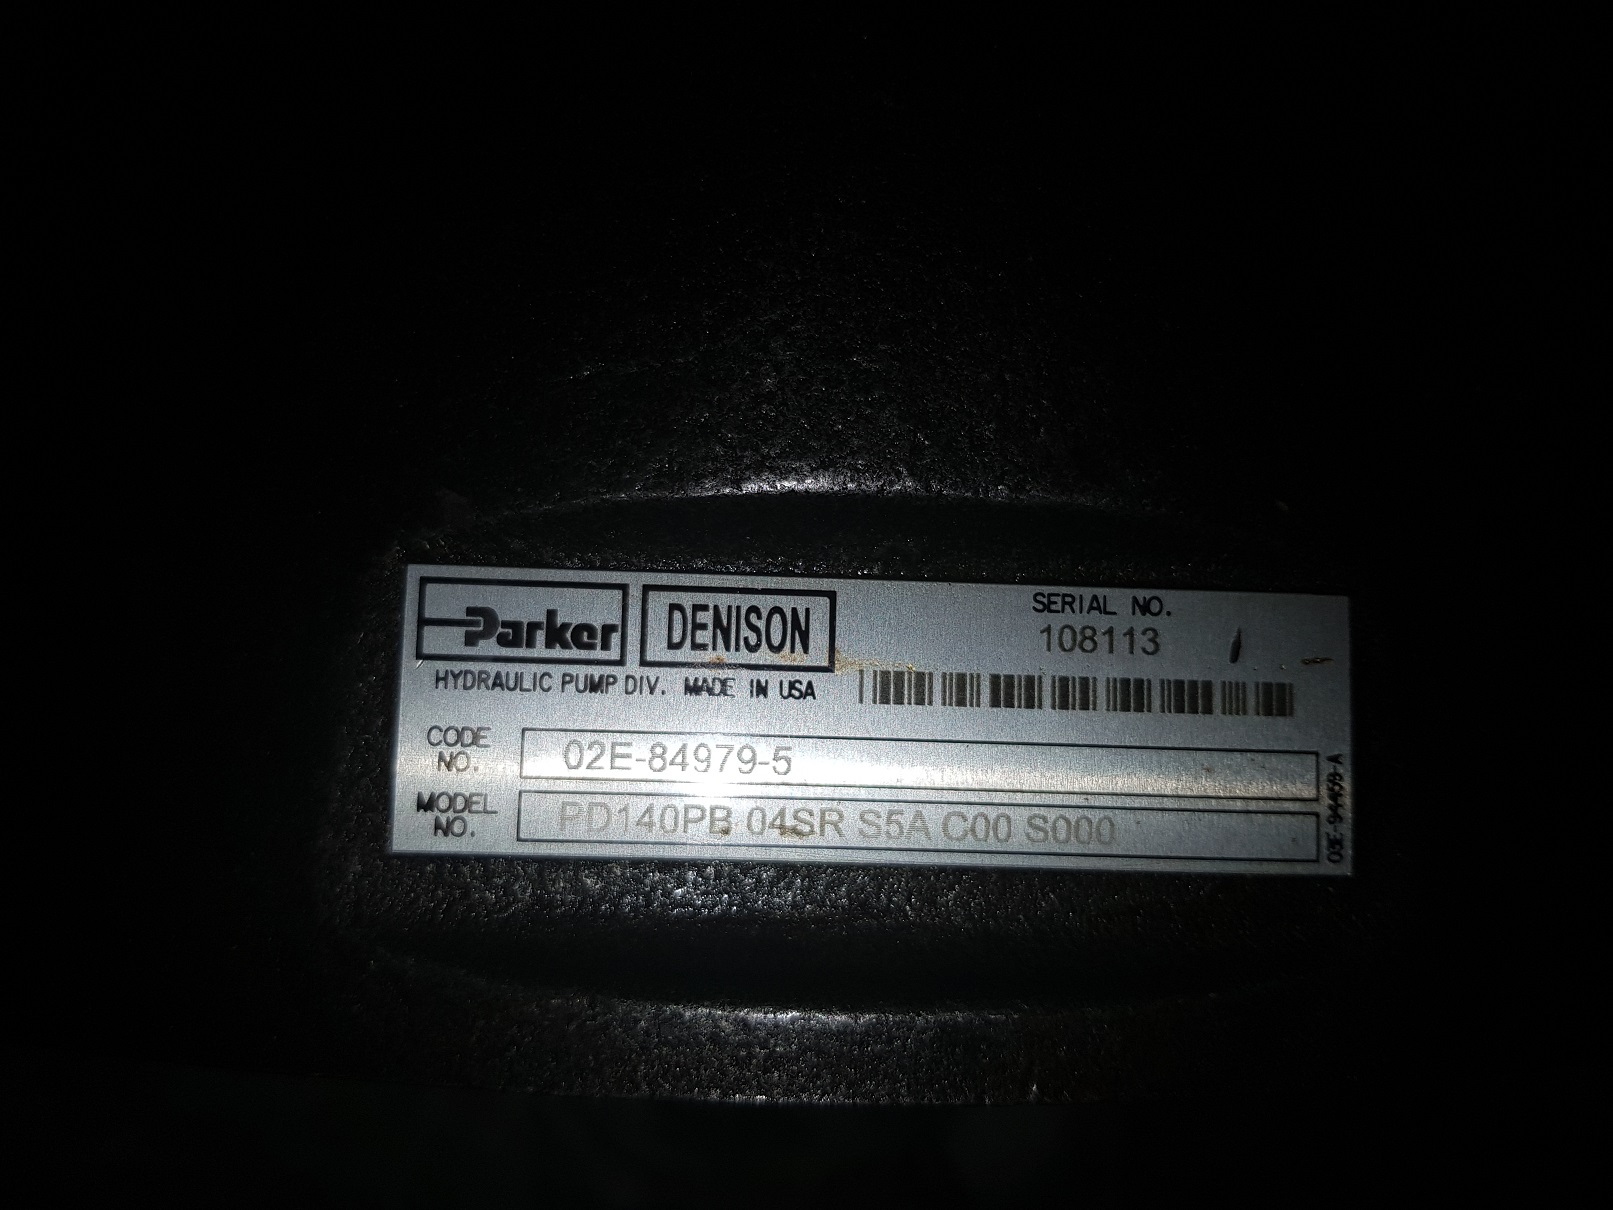 Parker DENISON
HYDRAULIC PUMP DIV. MADE IN USA
SERIAL NO.
108113
CODE NO. 02E-84979-5
MODEL NO. PD140PB 04SR S5A C00 S000